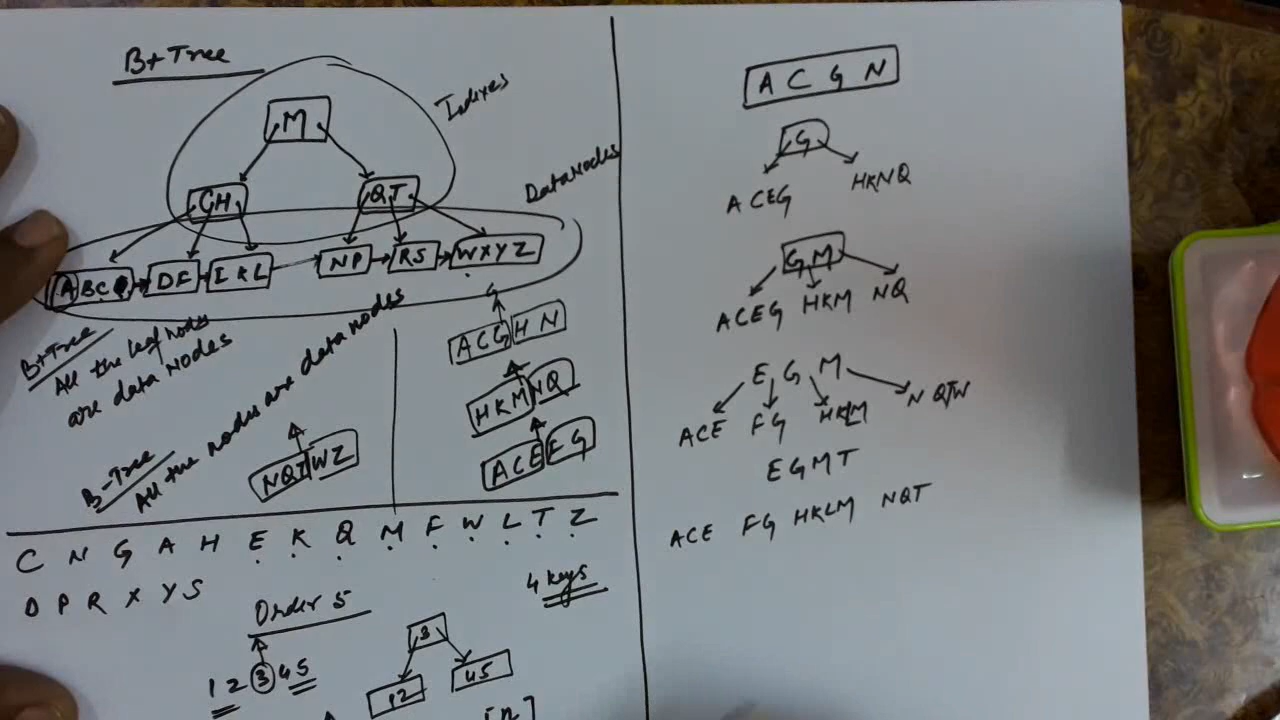 B+Tree
Indexes
M
CH QT
Data Nodes
ABC DF NP RS WXYZ
B+Tree
All the leaf nodes
are data Nodes
B-Tree
All the nodes are data nodes
NQT WZ
G
ACG HN
HKM NQ
ACE EG
C N G A H E K Q M F W L T Z
D P R X Y S
Order 5
4 keys
1 2 3 4 5
3
12 45
A C G N
G
ACEG HKNQ
GM
ACEG HKM NQ
E G M
ACE FG HKLM NQTW
E G M T
ACE FG HKLM NQT